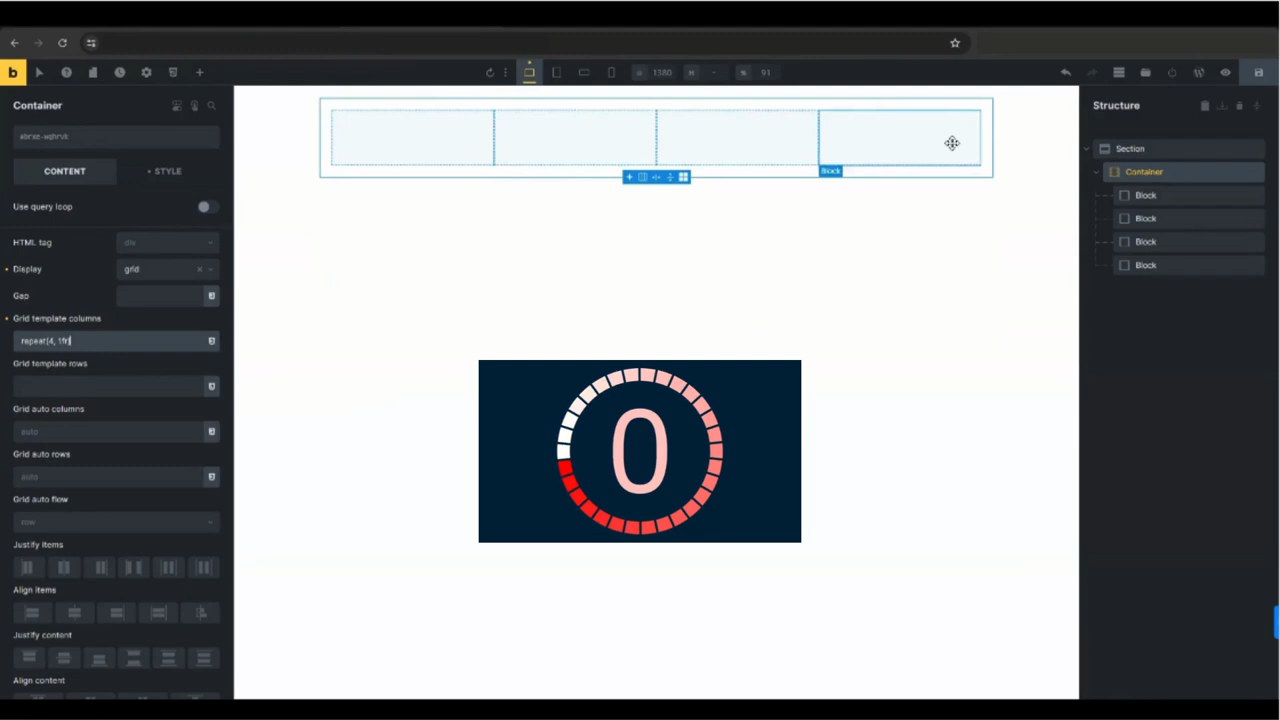 b
1380
-
91
Container
Structure
CONTENT
STYLE
Section
Container
Block
Use query loop
Block
Block
Block
Block
HTML tag
div
Display
grid
Gap
Grid template columns
repeat(4, 1fr)
Grid template rows
Grid auto columns
auto
Grid auto rows
auto
Grid auto flow
row
Justify items
Align items
Justify content
Align content
0